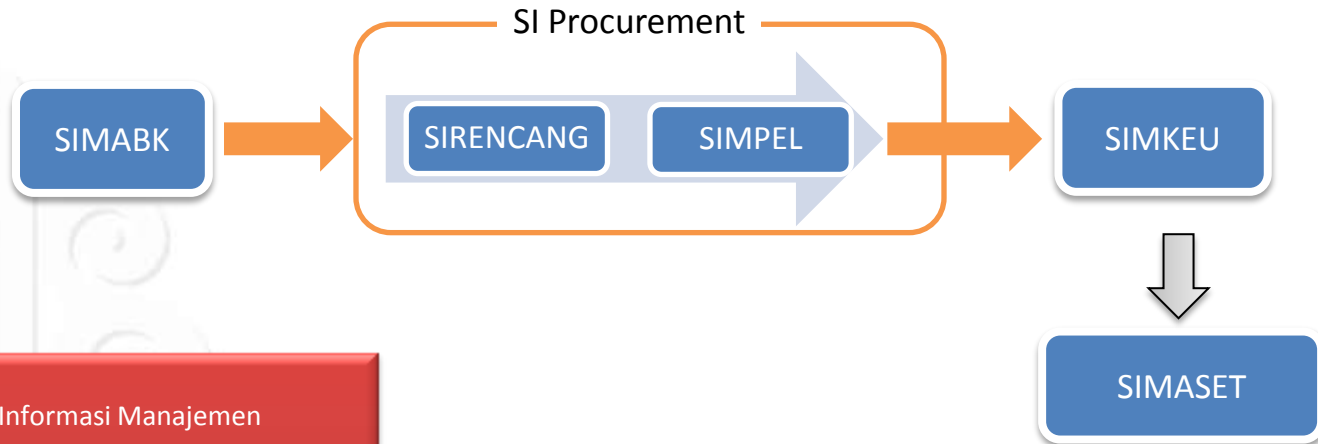 SI Procurement
SIMABK
SIRENCANG
SIMPEL
SIMKEU
SIMASET
Informasi Manajemen